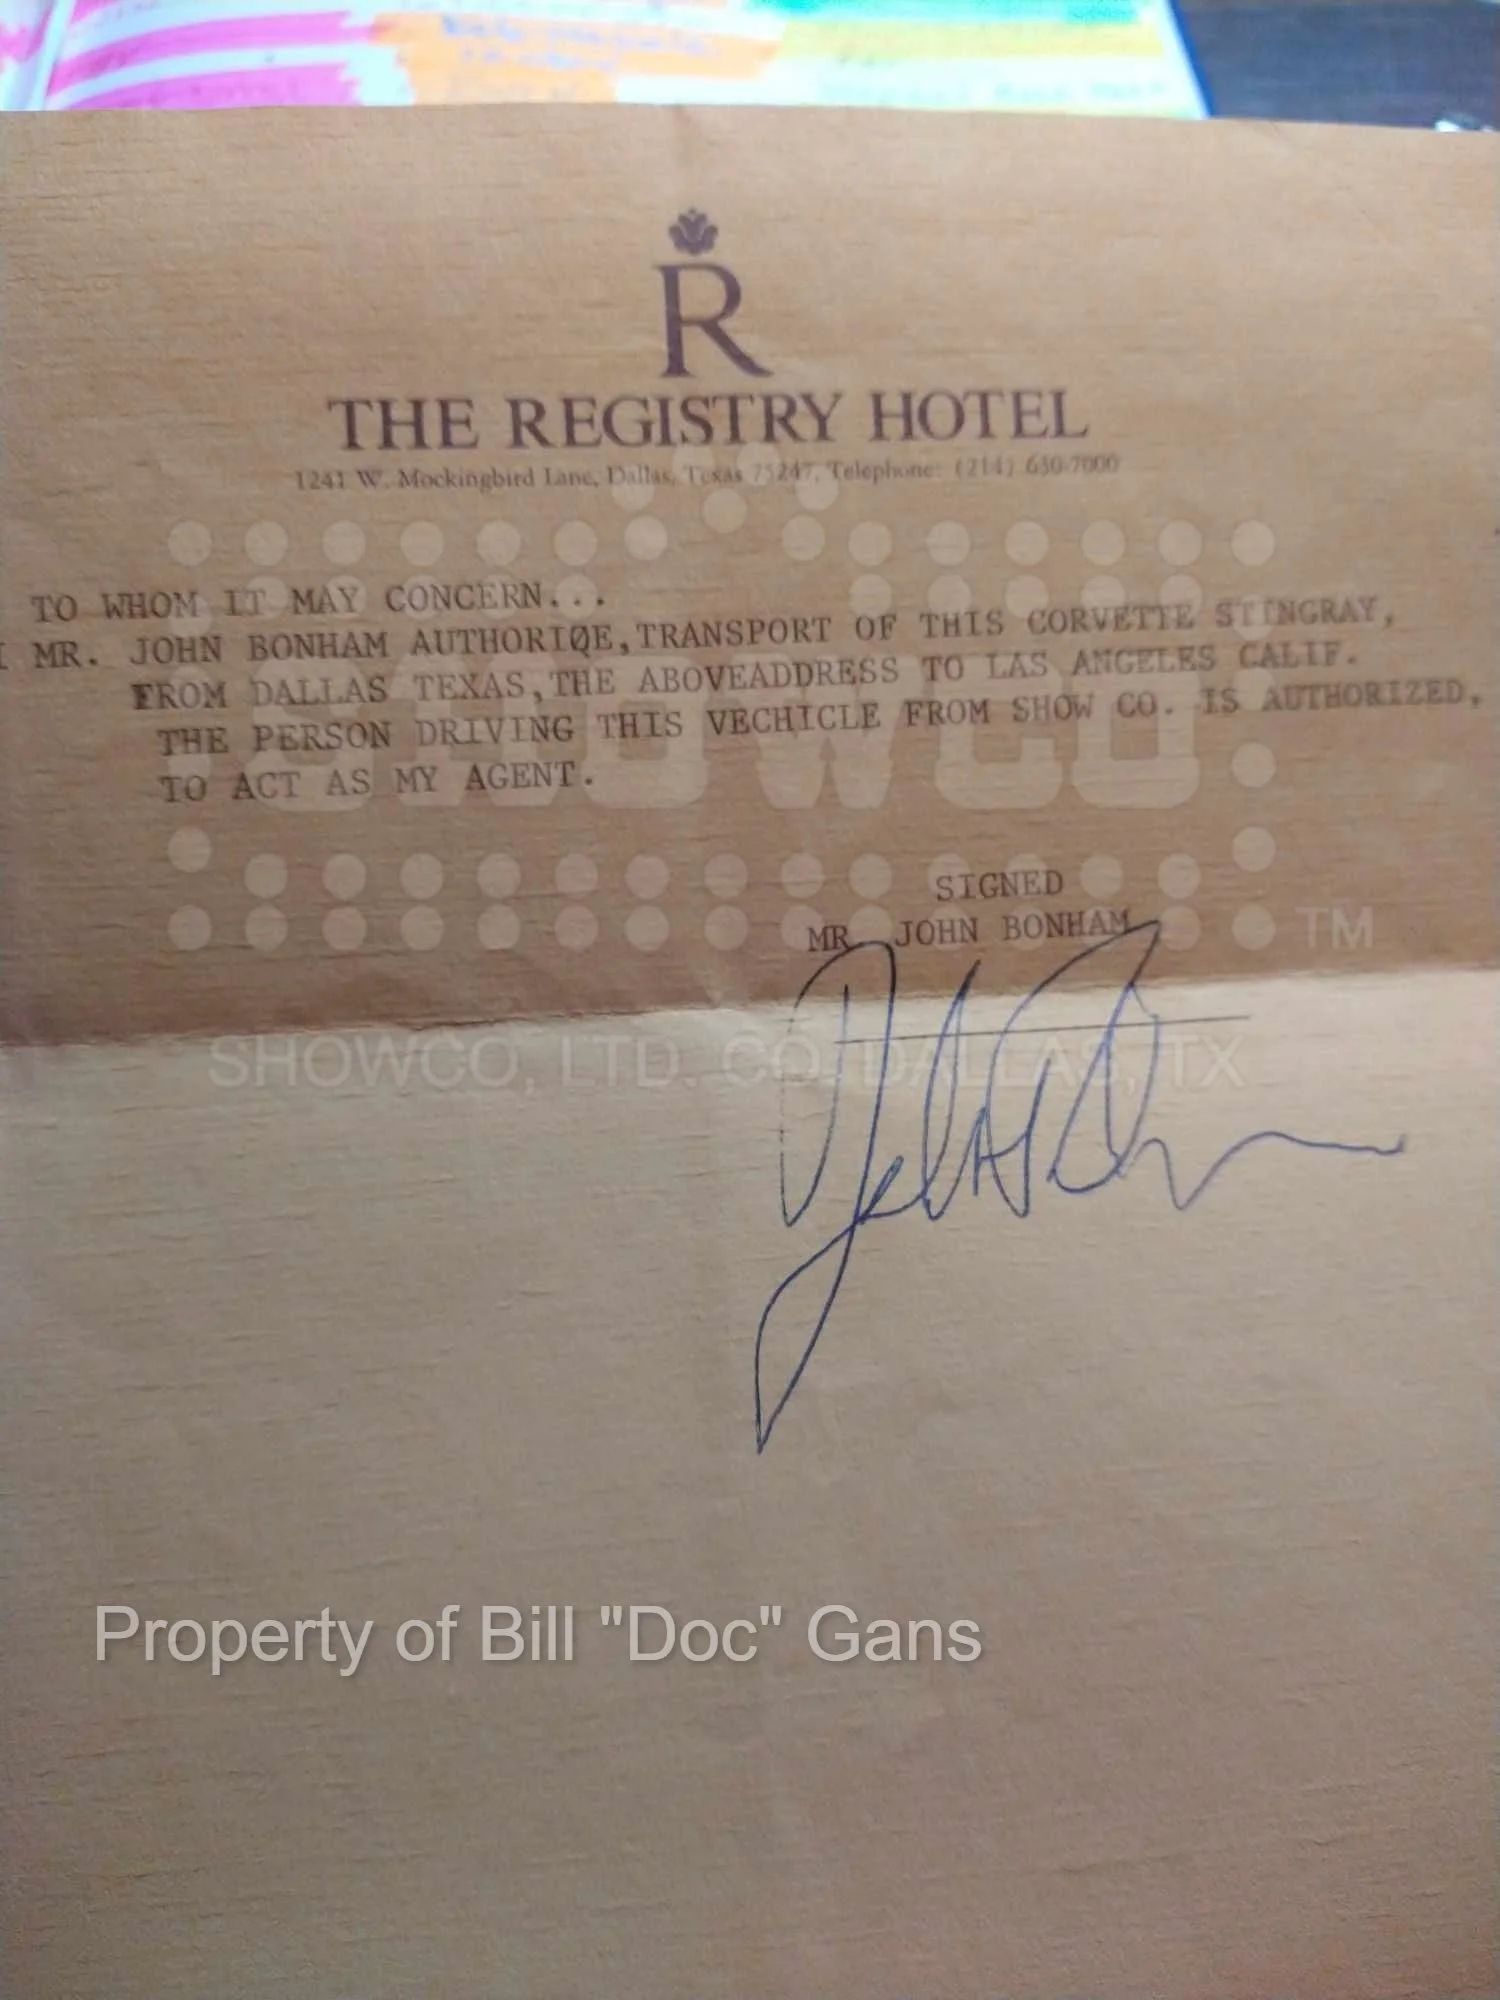 R
THE REGISTRY HOTEL
1241 W. Mockingbird Lane, Dallas, Texas 75247, Telephone: (214) 630-7000
TO WHOM IT MAY CONCERN...
I MR. JOHN BONHAM AUTHORIØE,TRANSPORT OF THIS CORVETTE STINGRAY,
FROM DALLAS TEXAS,THE ABOVEADDRESS TO LAS ANGELES CALIF.
THE PERSON DRIVING THIS VECHICLE FROM SHOW CO. IS AUTHORIZED,
TO ACT AS MY AGENT.
SHOWCO
SIGNED
MR. JOHN BONHAM
TM
SHOWCO, LTD. CO. DALLAS, TX
Property of Bill "Doc" Gans